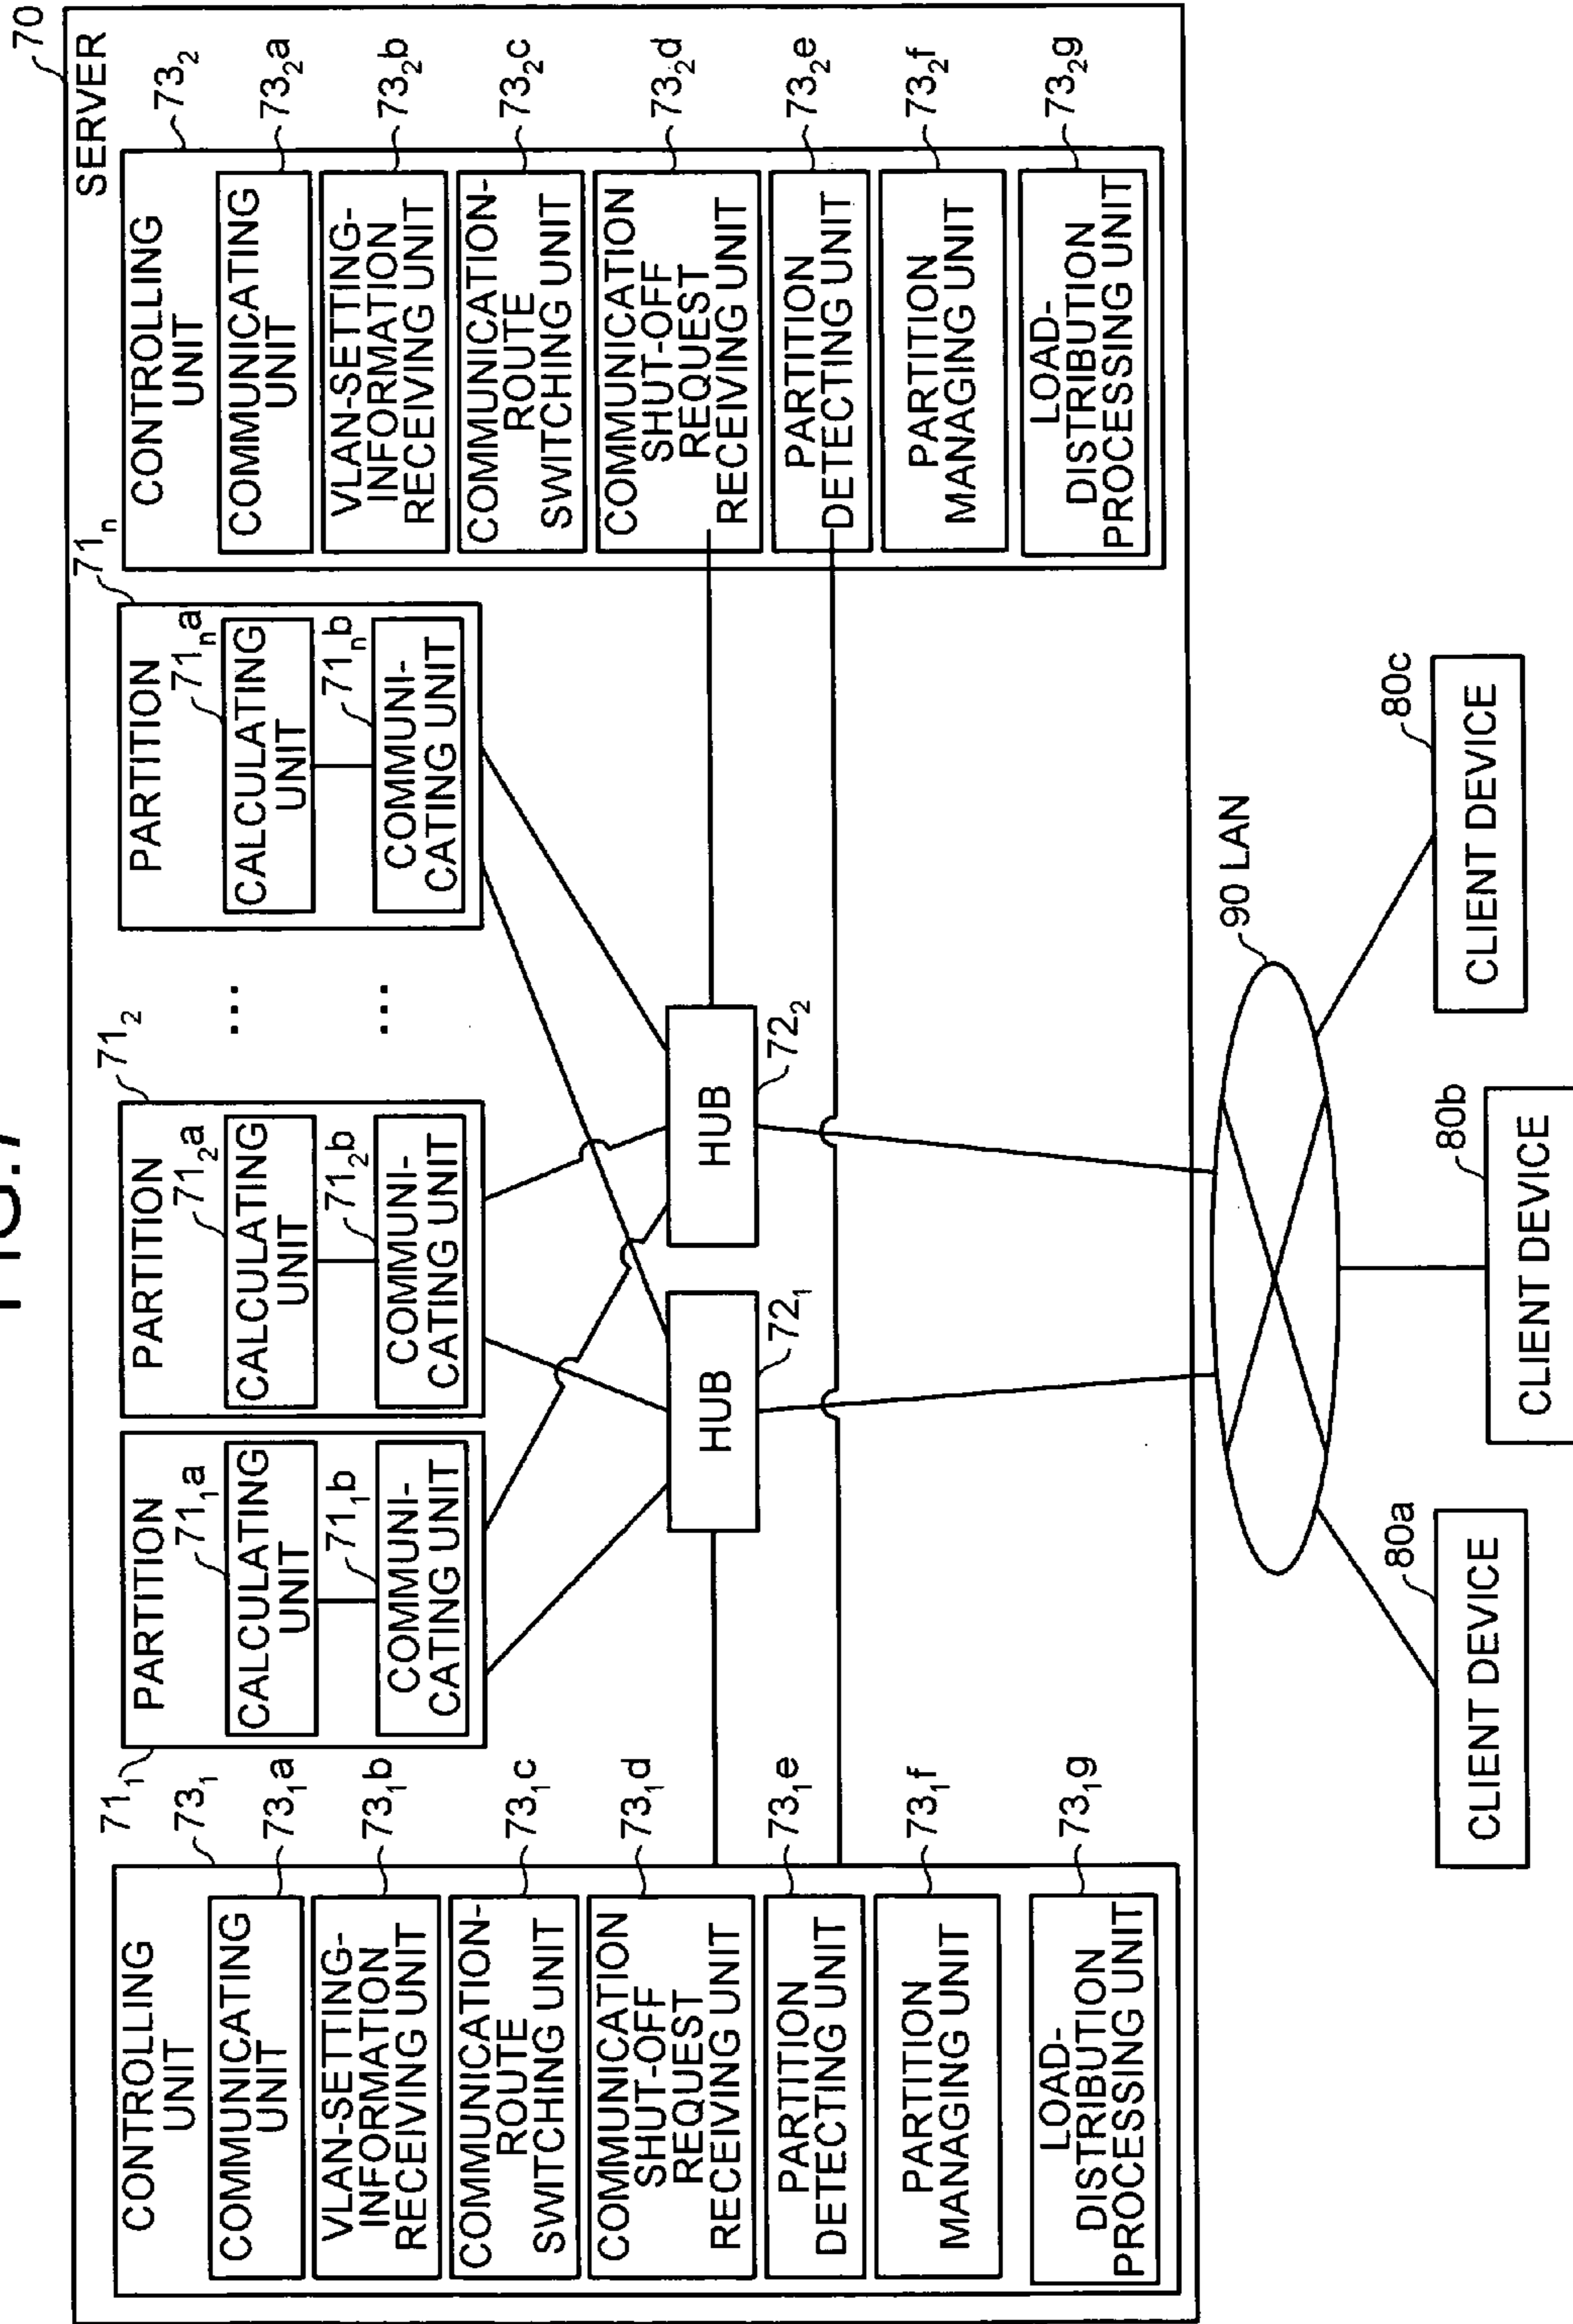 FIG.7
70
SERVER
71₁
73₁
CONTROLLING
UNIT
73₁a
COMMUNICATING
UNIT
73₁b
VLAN-SETTING-
INFORMATION
RECEIVING UNIT
73₁c
COMMUNICATION-
ROUTE
SWITCHING UNIT
73₁d
COMMUNICATION
SHUT-OFF
REQUEST
RECEIVING UNIT
73₁e
PARTITION
DETECTING UNIT
73₁f
PARTITION
MANAGING UNIT
73₁g
LOAD-
DISTRIBUTION
PROCESSING UNIT
PARTITION
71₁a
CALCULATING
UNIT
71₁b
COMMUNI-
CATING UNIT
71₂
PARTITION
71₂a
CALCULATING
UNIT
71₂b
COMMUNI-
CATING UNIT
...
...
71ₙ
PARTITION
71ₙa
CALCULATING
UNIT
71ₙb
COMMUNI-
CATING UNIT
73₂
CONTROLLING
UNIT
73₂a
COMMUNICATING
UNIT
73₂b
VLAN-SETTING-
INFORMATION
RECEIVING UNIT
73₂c
COMMUNICATION-
ROUTE
SWITCHING UNIT
73₂d
COMMUNICATION
SHUT-OFF
REQUEST
RECEIVING UNIT
73₂e
PARTITION
DETECTING UNIT
73₂f
PARTITION
MANAGING UNIT
73₂g
LOAD-
DISTRIBUTION
PROCESSING UNIT
HUB
72₁
HUB
72₂
90 LAN
80a
CLIENT DEVICE
80b
CLIENT DEVICE
80c
CLIENT DEVICE